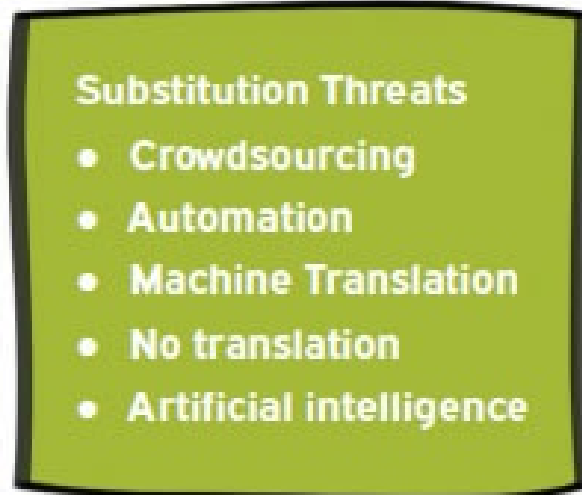 Substitution Threats
• Crowdsourcing
• Automation
• Machine Translation
• No translation
• Artificial intelligence